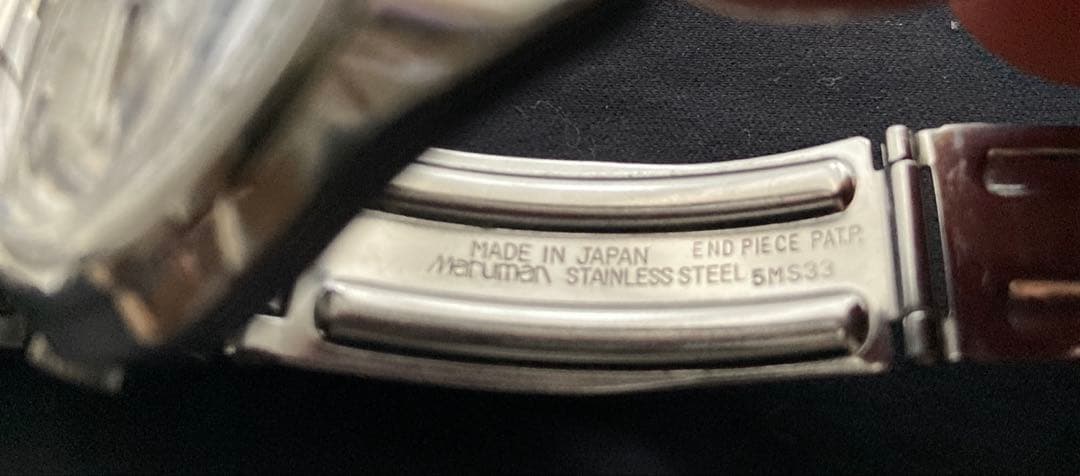 MADE IN JAPAN END PIECE PAT.P.
Maruman STAINLESS STEEL 5MS33